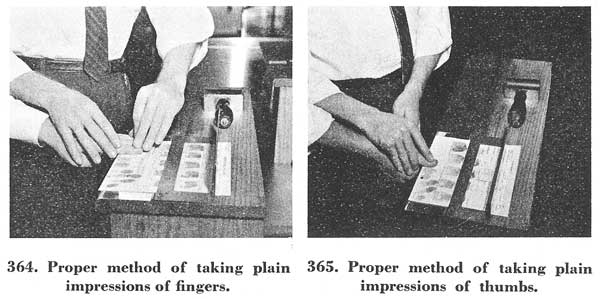 364. Proper method of taking plain
impressions of fingers.
365. Proper method of taking plain
impressions of thumbs.